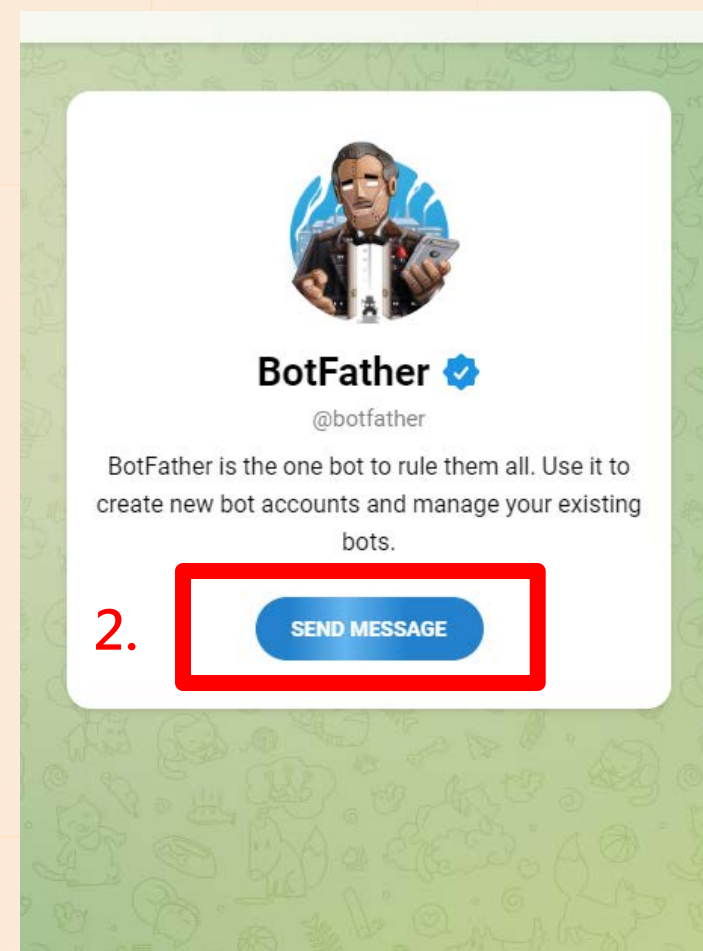 BotFather
@botfather
BotFather is the one bot to rule them all. Use it to
create new bot accounts and manage your existing
bots.
2.
SEND MESSAGE